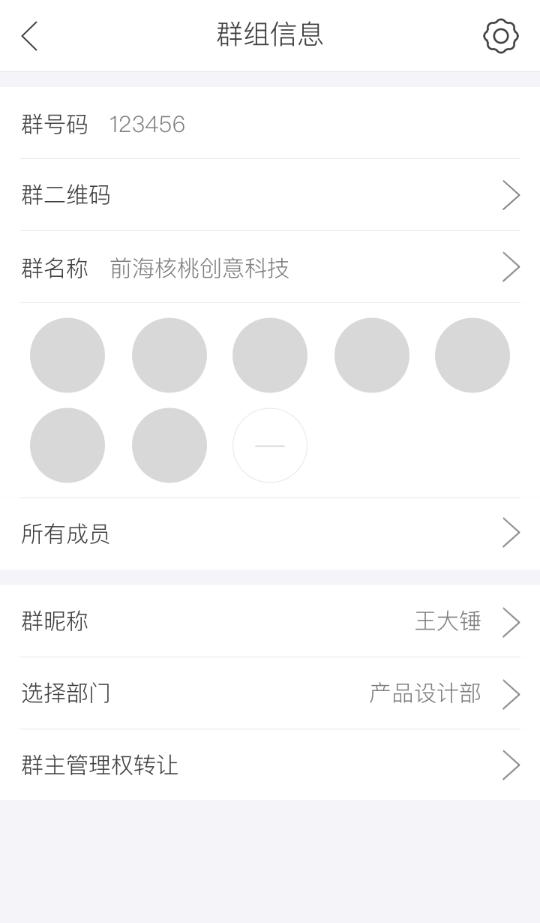 群组信息
群号码 123456
群二维码
群名称 前海核桃创意科技
所有成员
群昵称 王大锤
选择部门 产品设计部
群主管理权转让